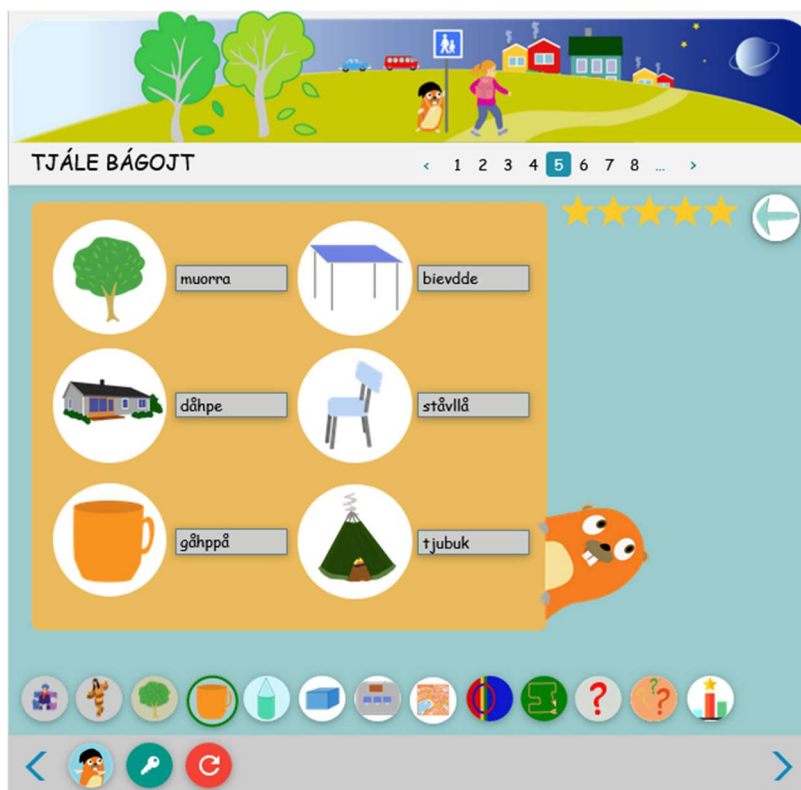 TJÁLE BÁGOJT
‹ 1 2 3 4 5 6 7 8 ... ›
muorra
bievdde
dåhpe
ståvllå
gåhppå
tjubuk
? ? ? ?